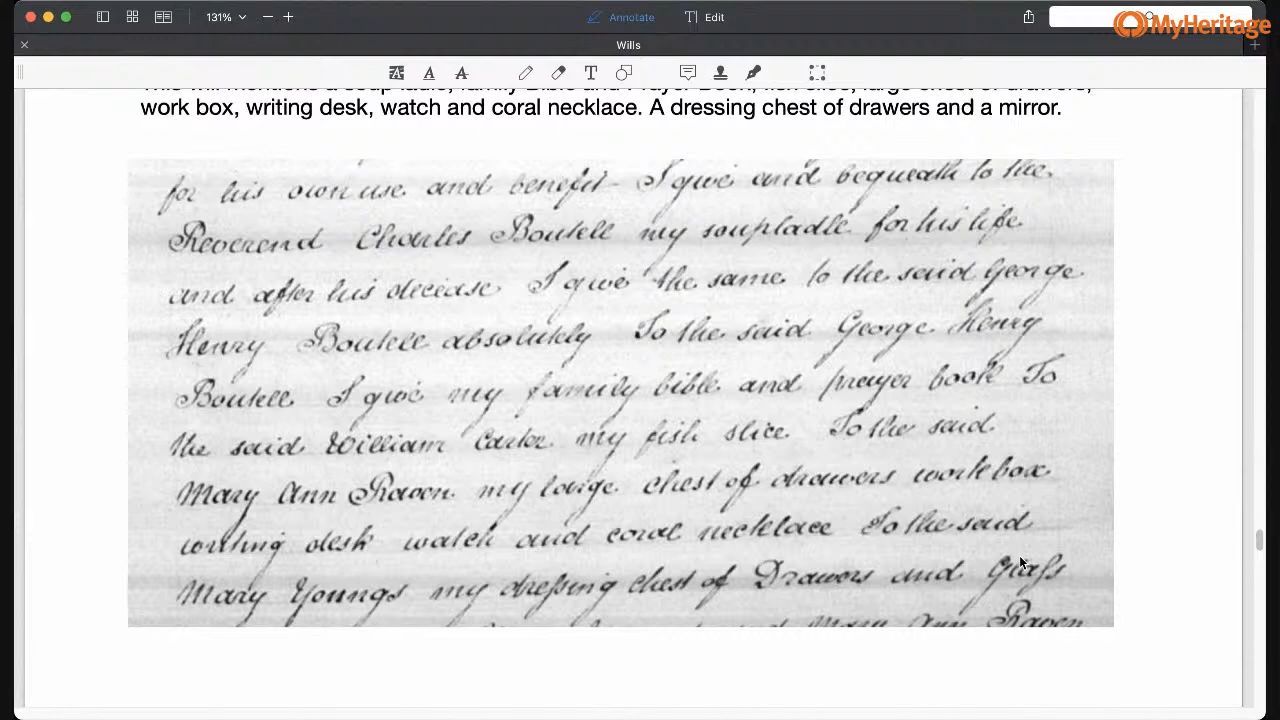 131%
Annotate
Edit
MyHeritage
Wills
work box, writing desk, watch and coral necklace. A dressing chest of drawers and a mirror.
for his own use and benefit I give and bequeath to the
Reverend Charles Boutell my soupladle for his life
and after his decease I give the same to the said George
Henry Boutell absolutely To the said George Henry
Boutell I give my family bible and prayer book To
the said William Carter my fish slice To the said
Mary Ann Raven my large chest of drawers workbox
writing desk watch and coral necklace To the said
Mary Youngs my dressing chest of Drawers and Glass
Mary Ann Raven